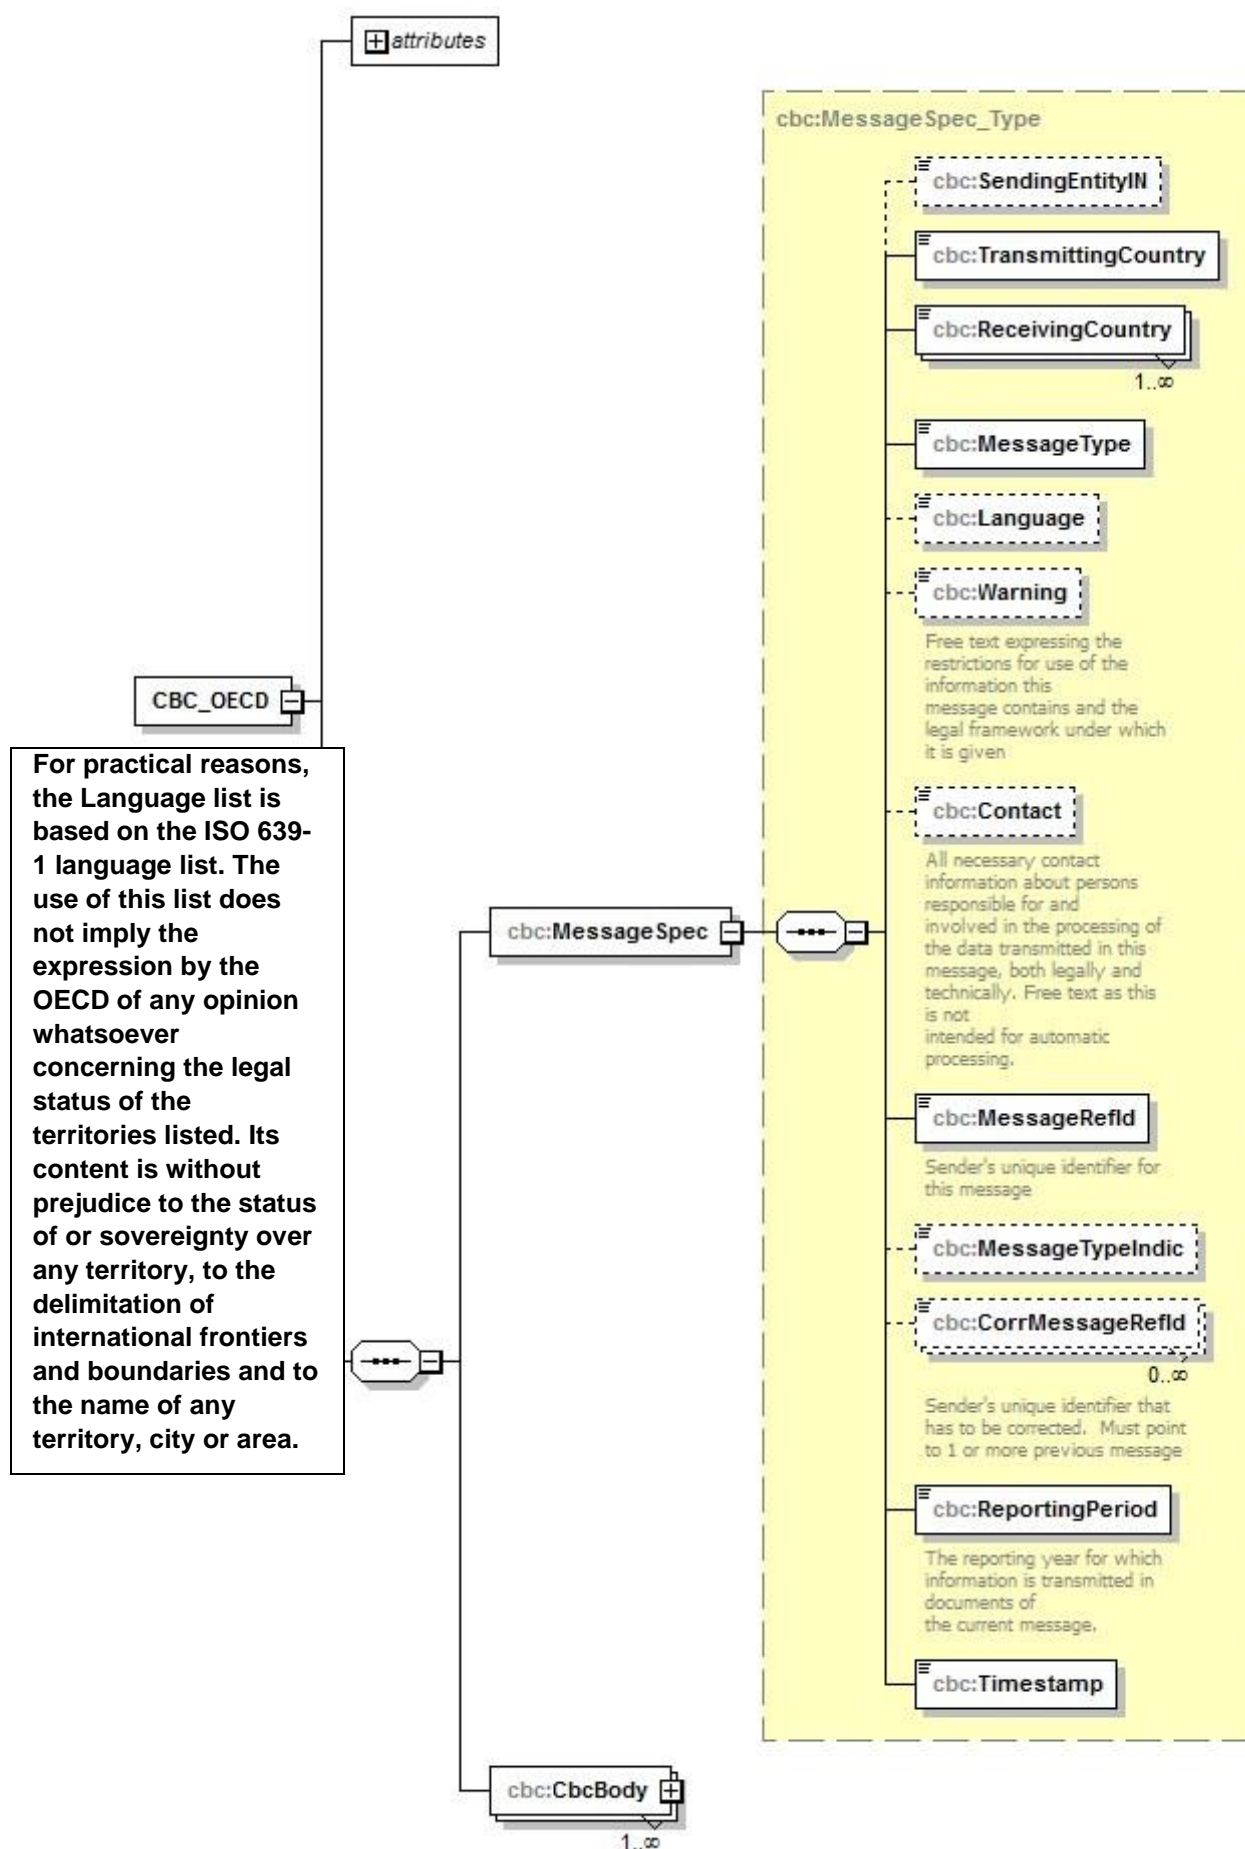 attributes
cbc:MessageSpec_Type
cbc:SendingEntityIN
cbc:TransmittingCountry
cbc:ReceivingCountry
1..∞
cbc:MessageType
cbc:Language
cbc:Warning
Free text expressing the
restrictions for use of the
information this
message contains and the
legal framework under which
it is given
CBC_OECD
For practical reasons,
the Language list is
based on the ISO 639-
1 language list. The
use of this list does
not imply the
expression by the
OECD of any opinion
whatsoever
concerning the legal
status of the
territories listed. Its
content is without
prejudice to the status
of or sovereignty over
any territory, to the
delimitation of
international frontiers
and boundaries and to
the name of any
territory, city or area.
cbc:Contact
All necessary contact
information about persons
responsible for and
involved in the processing of
the data transmitted in this
message, both legally and
technically. Free text as this
is not
intended for automatic
processing.
cbc:MessageSpec
cbc:MessageRefId
Sender's unique identifier for
this message
cbc:MessageTypeIndic
cbc:CorrMessageRefId
0..∞
Sender's unique identifier that
has to be corrected.  Must point
to 1 or more previous message
cbc:ReportingPeriod
The reporting year for which
information is transmitted in
documents of
the current message.
cbc:Timestamp
cbc:CbcBody
1..∞